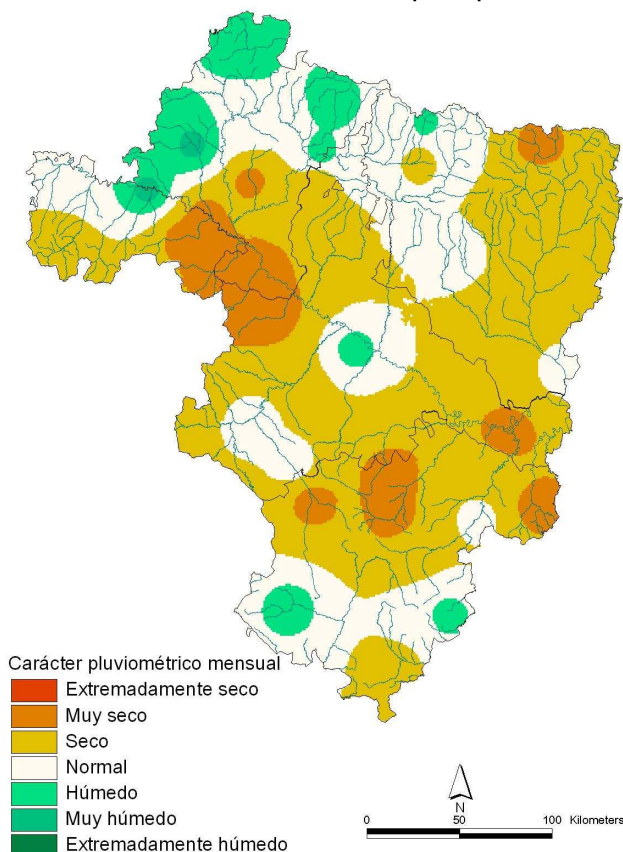 Carácter pluviométrico mensual
Extremadamente seco
Muy seco
Seco
Normal
Húmedo
Muy húmedo
Extremadamente húmedo
N
0 50 100 Kilometers